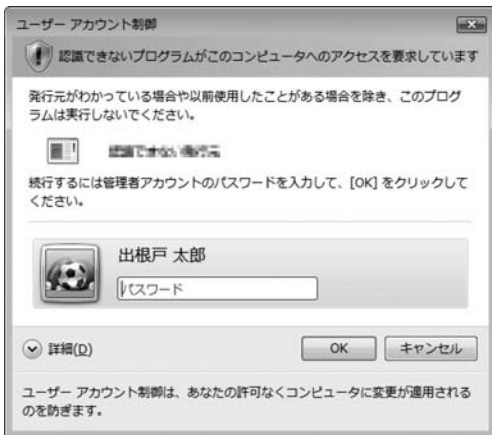 ユーザー アカウント制御
認識できないプログラムがこのコンピュータへのアクセスを要求しています
発行元がわかっている場合や以前使用したことがある場合を除き、このプログ
ラムは実行しないでください。
認識できない発行元
続行するには管理者アカウントのパスワードを入力して、[OK] をクリックして
ください。
出根戸 太郎
パスワード
詳細(D)
OK
キャンセル
ユーザー アカウント制御は、あなたの許可なくコンピュータに変更が適用される
のを防ぎます。